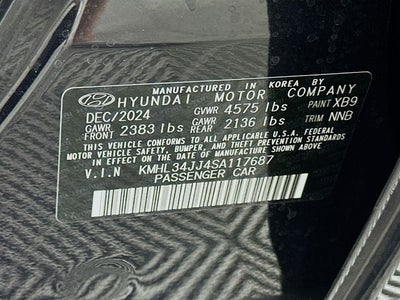 MANUFACTURED IN KOREA BY
HYUNDAI MOTOR COMPANY
DEC/2024 GVWR 4575 lbs PAINT XB9
GAWR FRONT 2383 lbs GAWR REAR 2136 lbs TRIM NNB
THIS VEHICLE CONFORMS TO ALL APPLICABLE U.S.A. FEDERAL
MOTOR VEHICLE SAFETY, BUMPER, AND THEFT PREVENTION
STANDARDS IN EFFECT ON THE DATE OF MANUFACTURE SHOWN ABOVE.
V.I.N KMHL34JJ4SA117687
PASSENGER CAR